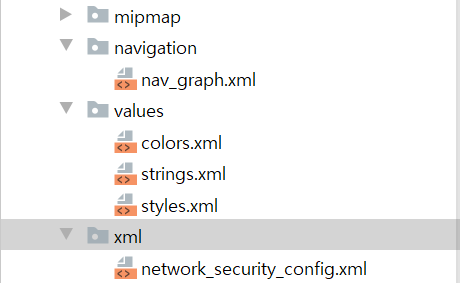 mipmap
navigation
nav_graph.xml
values
colors.xml
strings.xml
styles.xml
xml
network_security_config.xml